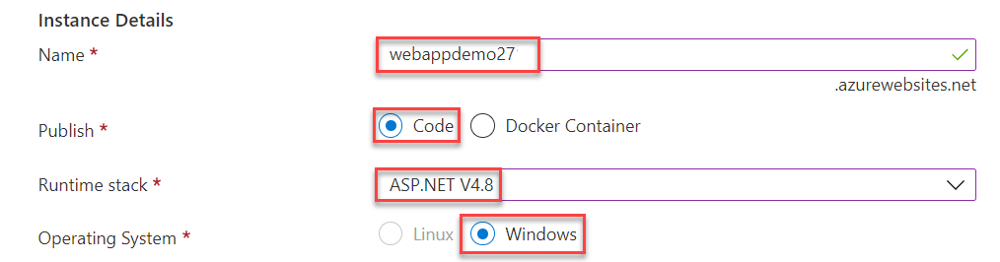 Instance Details
Name * webappdemo27
.azurewebsites.net
Publish * Code Docker Container
Runtime stack * ASP.NET V4.8
Operating System * Linux Windows